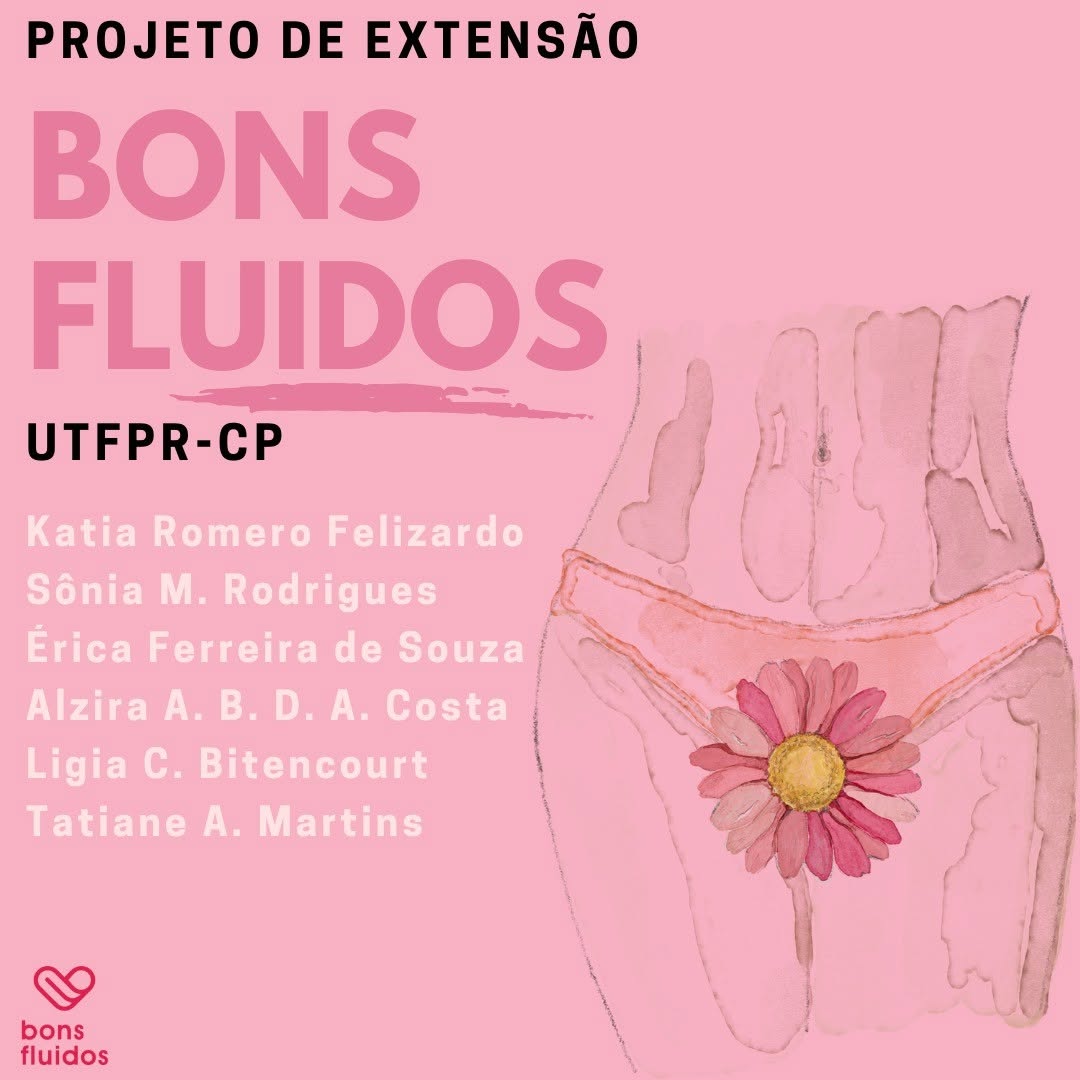 PROJETO DE EXTENSÃO
BONS
FLUIDOS
UTFPR-CP
Katia Romero Felizardo
Sônia M. Rodrigues
Érica Ferreira de Souza
Alzira A. B. D. A. Costa
Ligia C. Bitencourt
Tatiane A. Martins
bons
fluidos